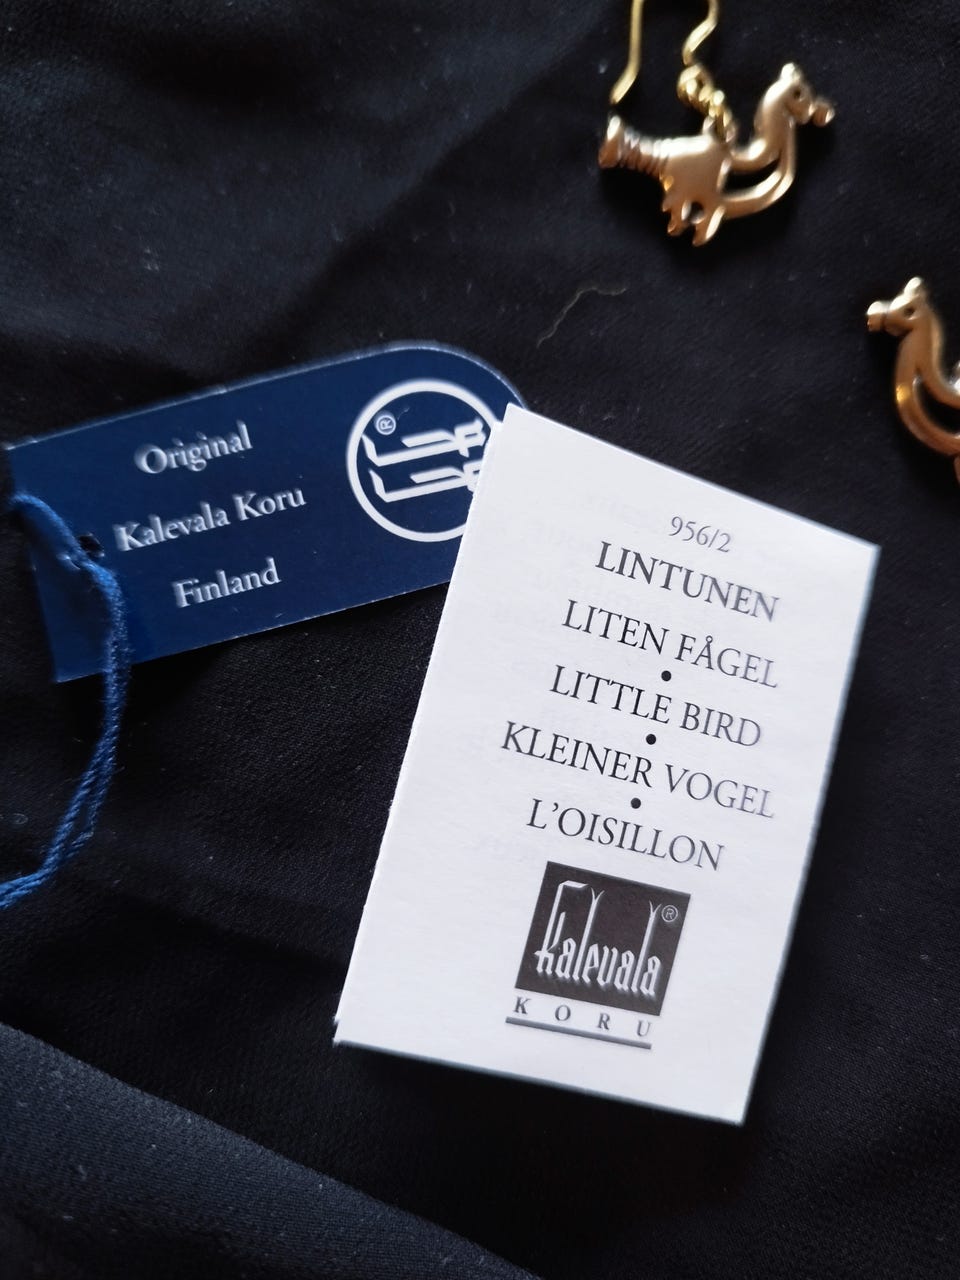 Original
Kalevala Koru
Finland
®
956/2
LINTUNEN
LITEN FÅGEL
•
LITTLE BIRD
•
KLEINER VOGEL
•
L'OISILLON
Kalevala ®
KORU